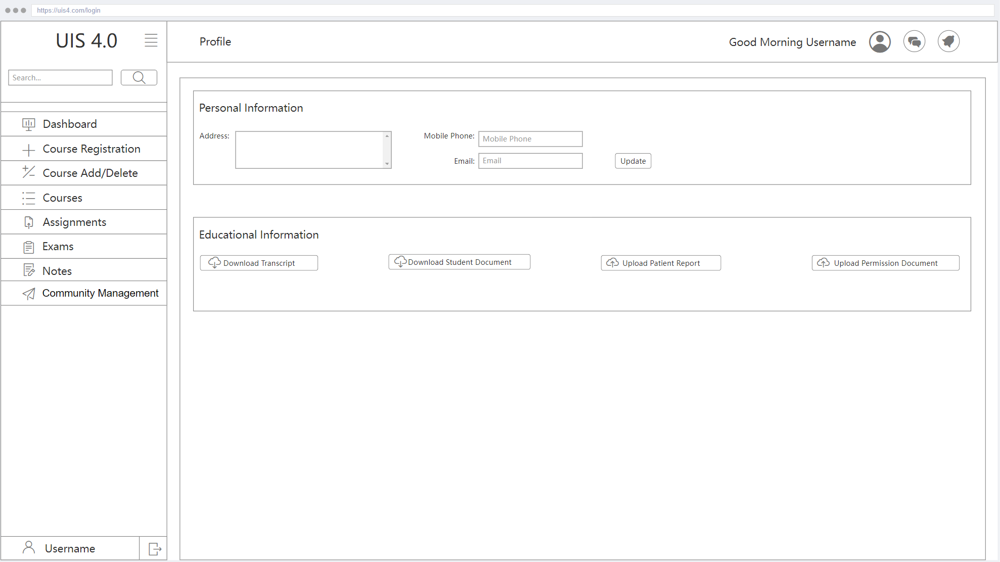 https://uis4.com/login
UIS 4.0
Profile
Good Morning Username
Search...
Dashboard
Course Registration
Course Add/Delete
Courses
Assignments
Exams
Notes
Community Management
Username
Personal Information
Address:
Mobile Phone:
Mobile Phone
Email:
Email
Update
Educational Information
Download Transcript
Download Student Document
Upload Patient Report
Upload Permission Document